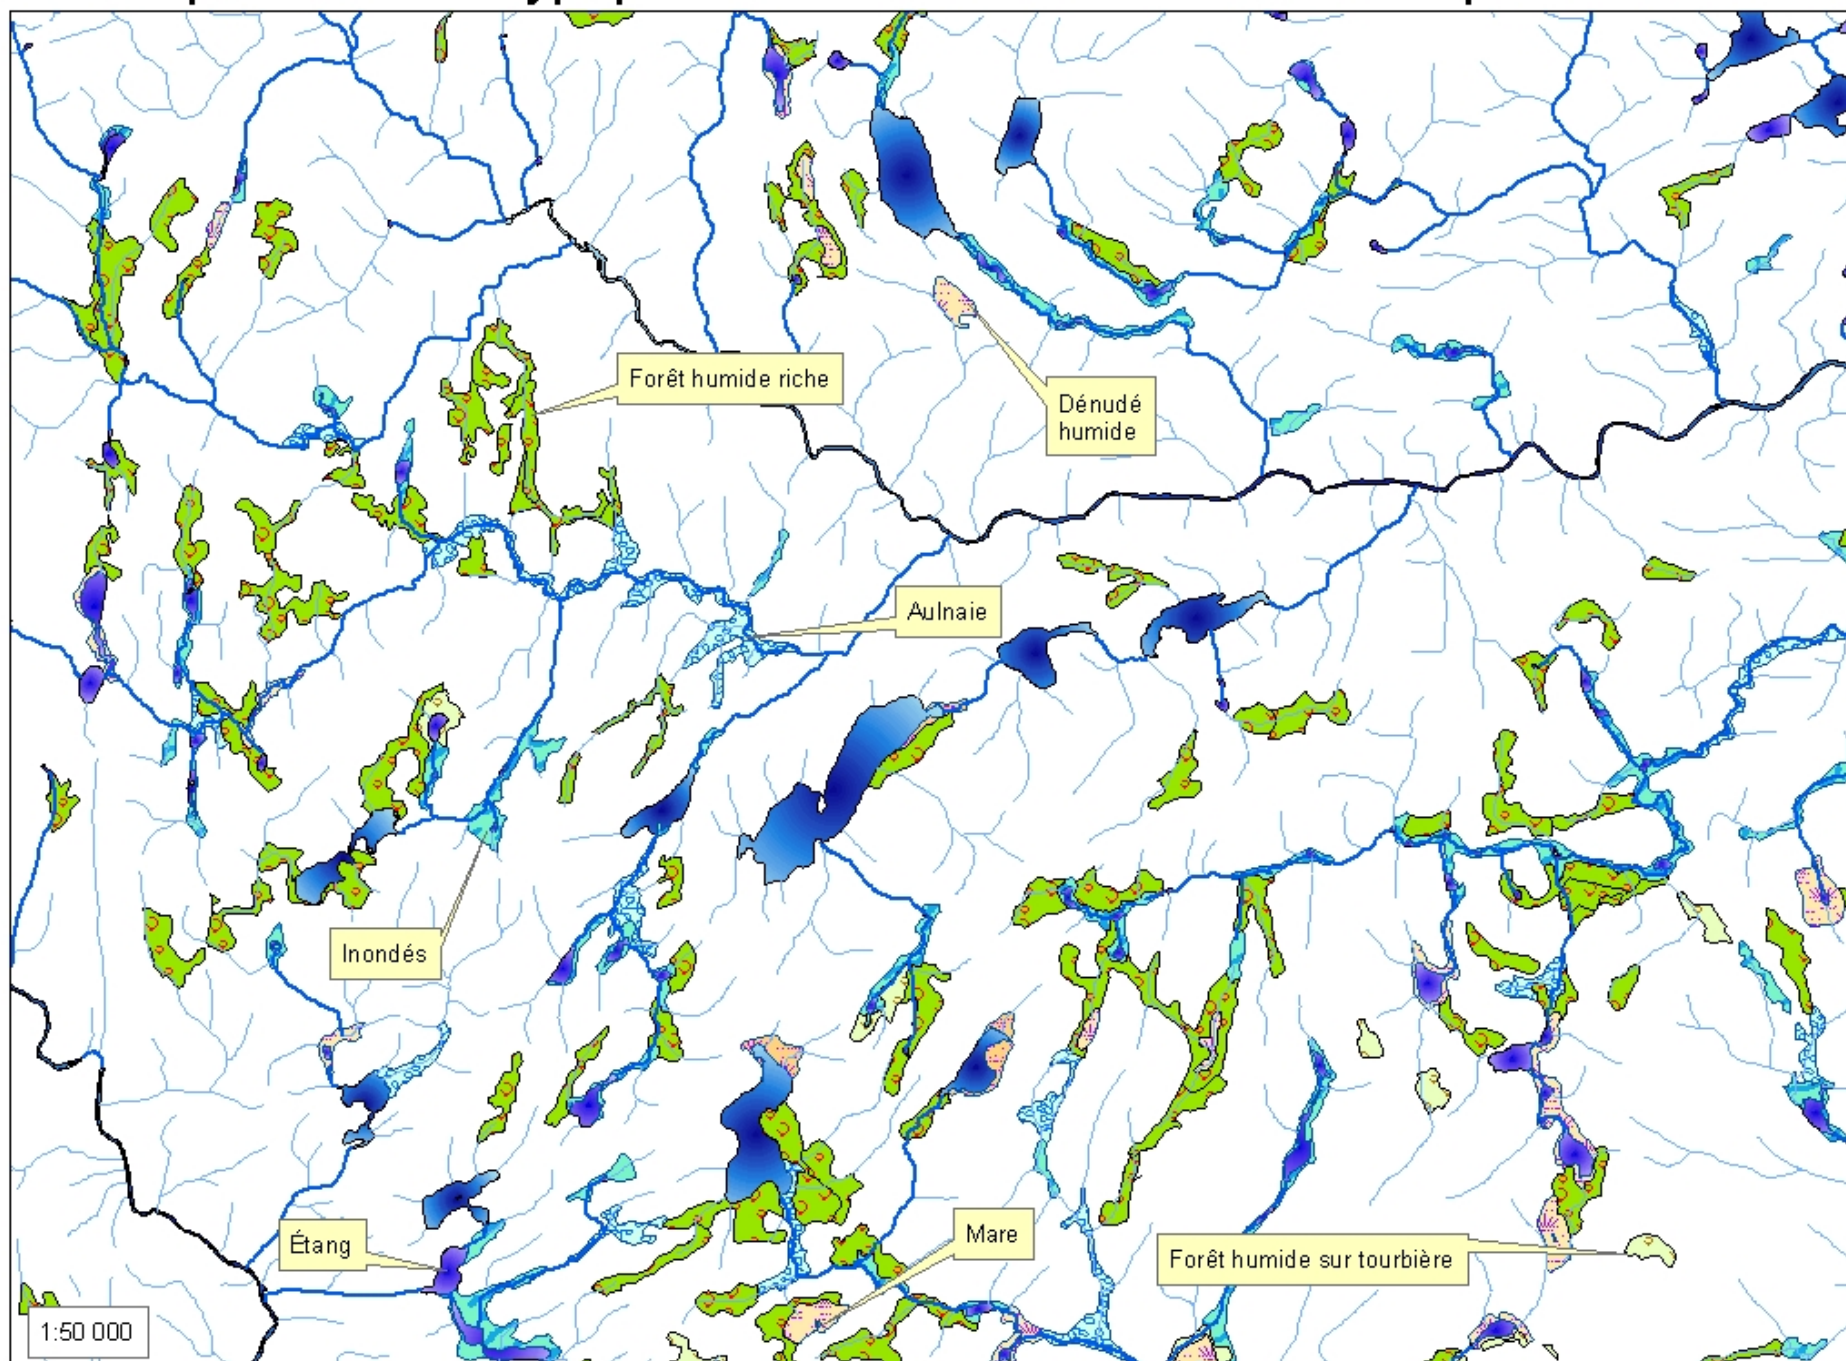 Forêt humide riche
Dénudé
humide
Aulnaie
Inondés
Étang
Mare
Forêt humide sur tourbière
1:50 000